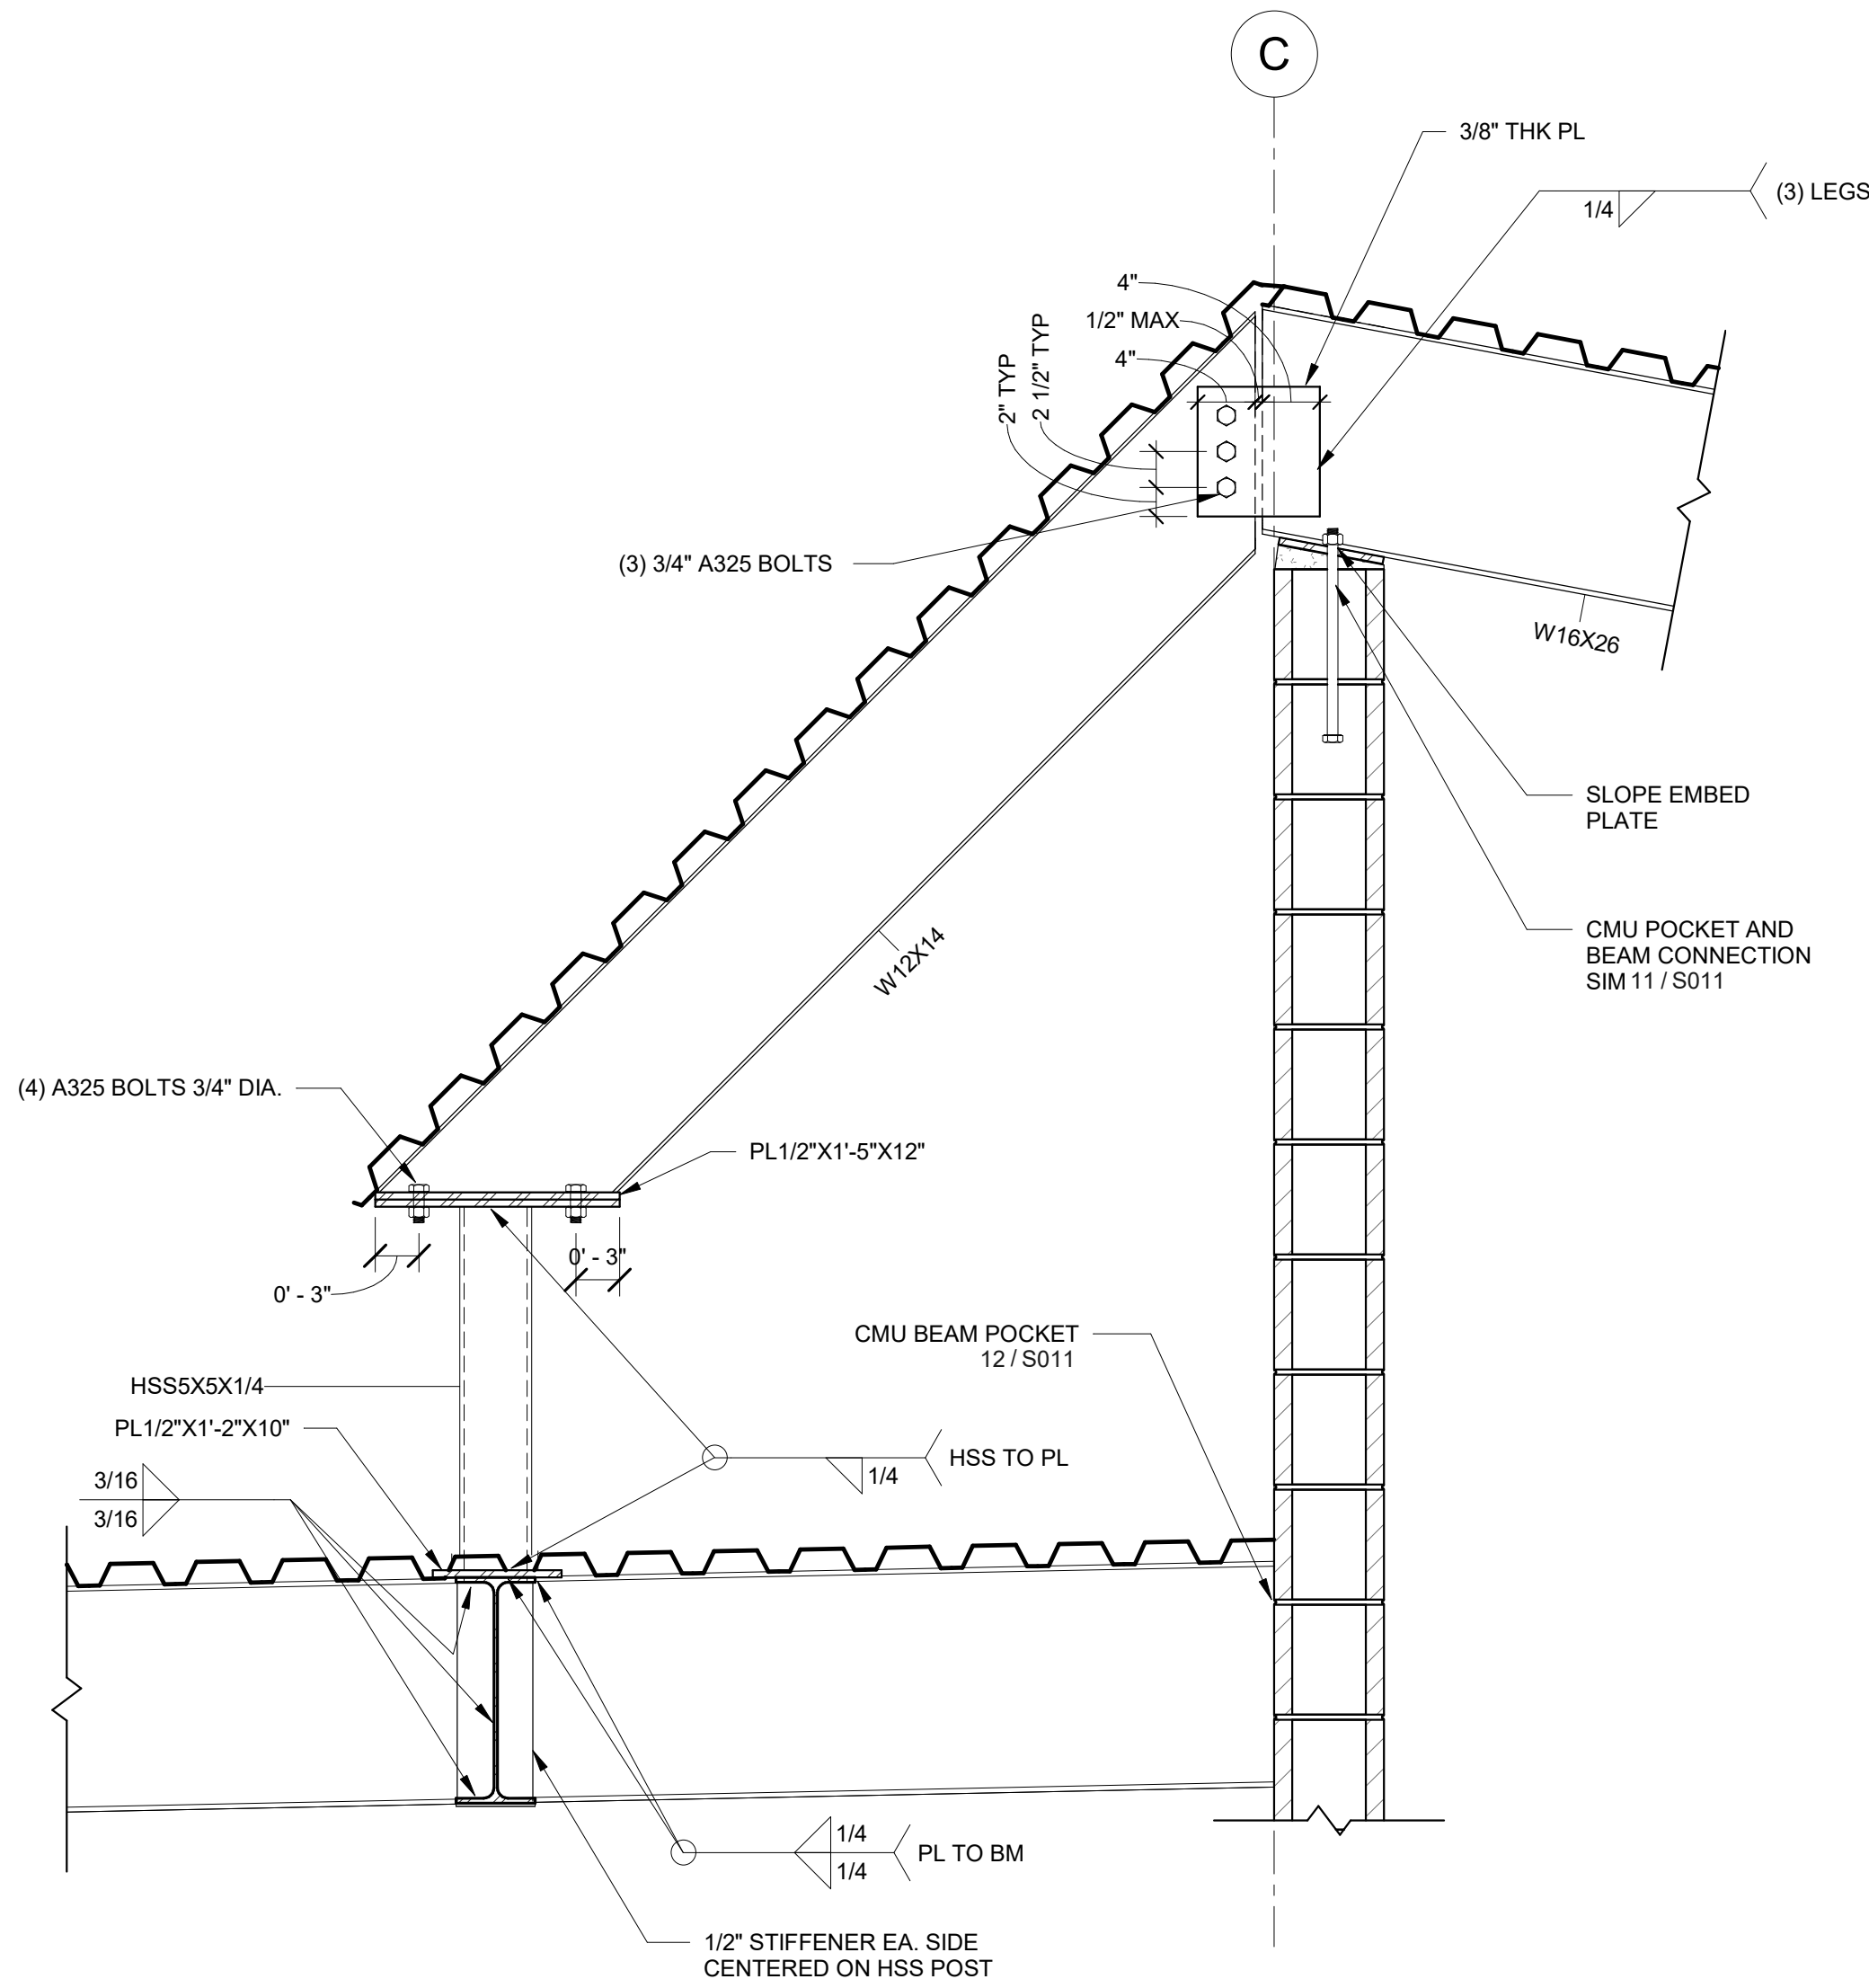 C
3/8" THK PL
1/4
(3) LEGS
4"
1/2" MAX
4"
2" TYP
2 1/2" TYP
(3) 3/4" A325 BOLTS
W16X26
SLOPE EMBED
PLATE
CMU POCKET AND
BEAM CONNECTION
SIM 11 / S011
W12X14
(4) A325 BOLTS 3/4" DIA.
PL1/2"X1'-5"X12"
0' - 3"
0' - 3"
CMU BEAM POCKET
12 / S011
HSS5X5X1/4
PL1/2"X1'-2"X10"
HSS TO PL
1/4
3/16
3/16
1/4
1/4
PL TO BM
1/2" STIFFENER EA. SIDE
CENTERED ON HSS POST